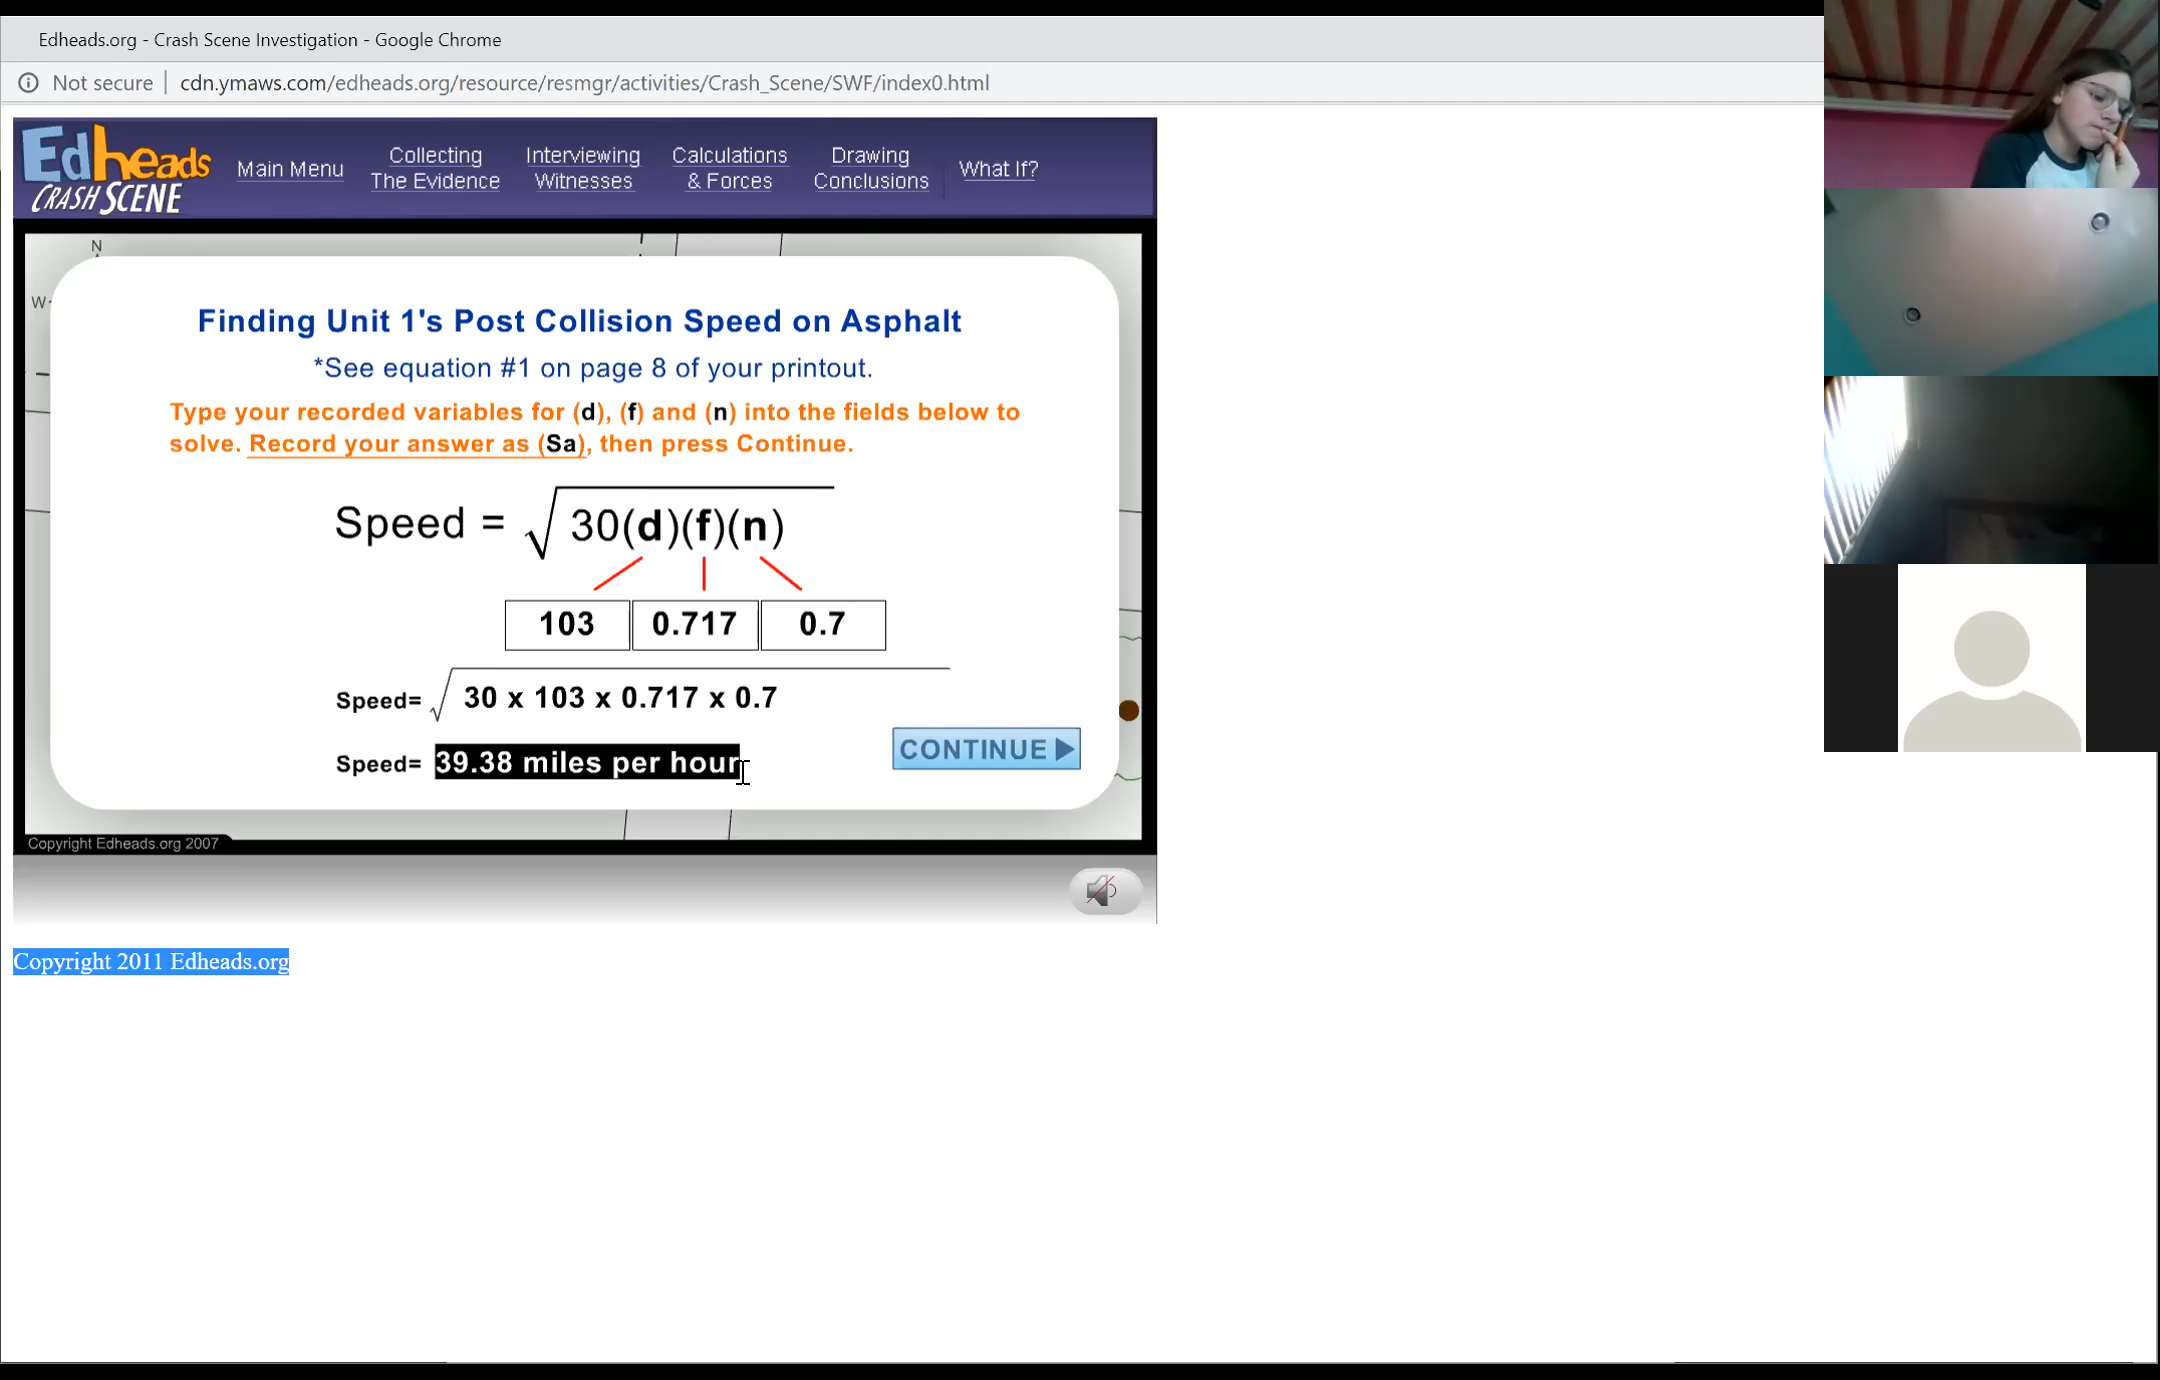 Edheads.org - Crash Scene Investigation - Google Chrome
Not secure
cdn.ymaws.com/edheads.org/resource/resmgr/activities/Crash_Scene/SWF/index0.html
Edheads
CRASH SCENE
Main Menu
Collecting
The Evidence
Interviewing
Witnesses
Calculations
& Forces
Drawing
Conclusions
What If?
N
W
Finding Unit 1's Post Collision Speed on Asphalt
*See equation #1 on page 8 of your printout.
Type your recorded variables for (d), (f) and (n) into the fields below to
solve. Record your answer as (Sa), then press Continue.
Speed = √30(d)(f)(n)
103 0.717 0.7
Speed= √30 x 103 x 0.717 x 0.7
Speed= 39.38 miles per hour
CONTINUE
Copyright Edheads.org 2007
Copyright 2011 Edheads.org